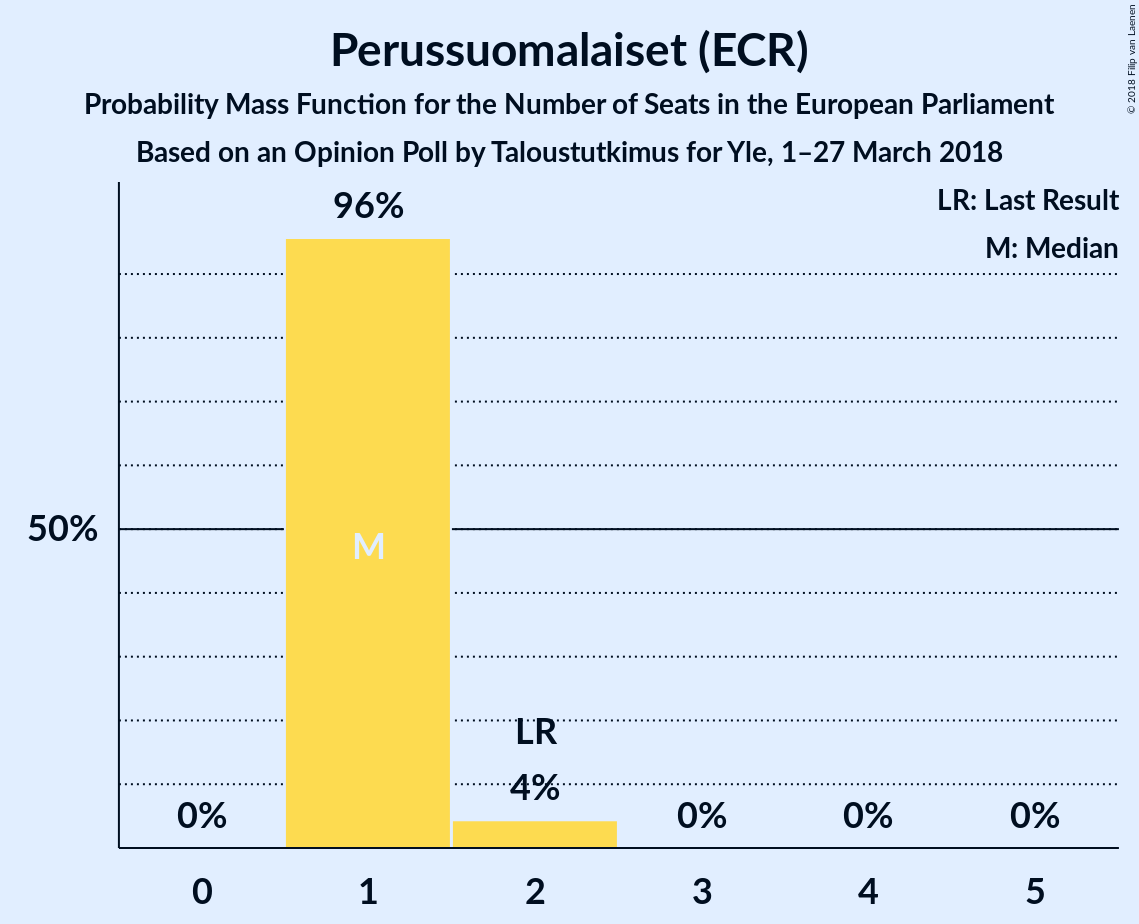 Perussuomalaiset (ECR)
Probability Mass Function for the Number of Seats in the European Parliament
Based on an Opinion Poll by Taloustutkimus for Yle, 1–27 March 2018
© 2018 Filip van Laenen
LR: Last Result
M: Median
96%
50%
M
LR
4%
0%
0%
0%
0%
0 1 2 3 4 5